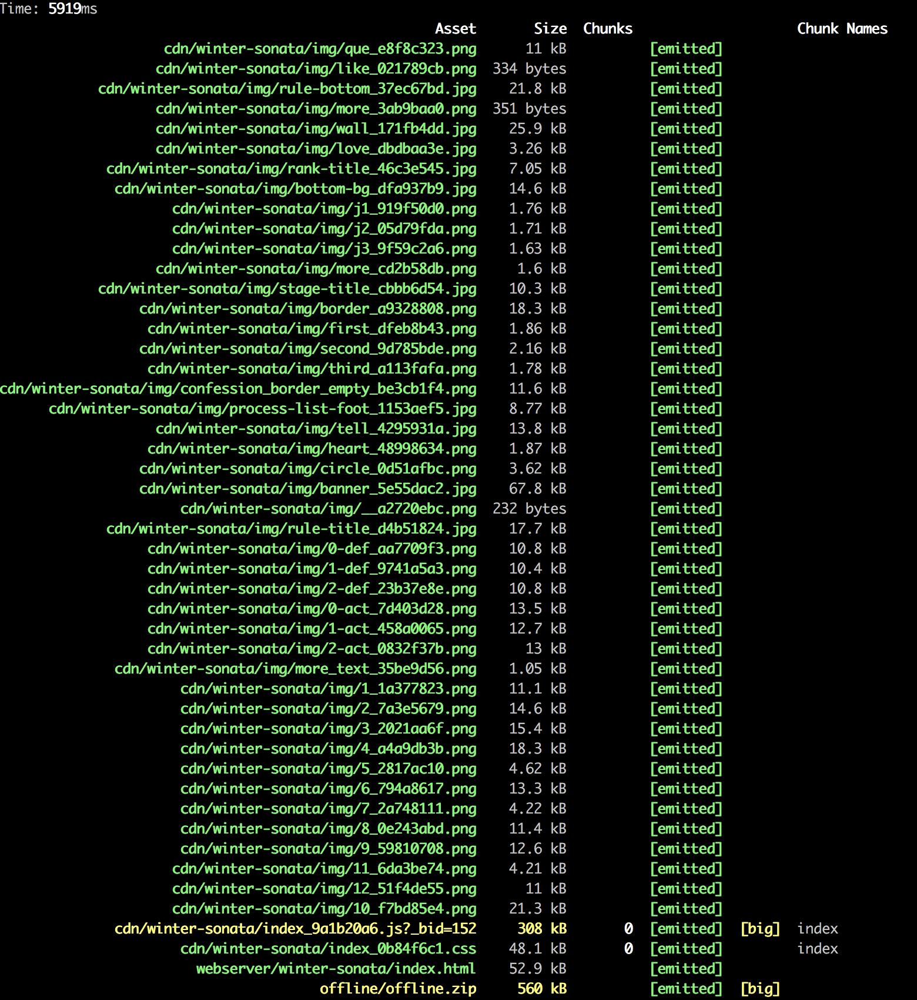 Time: 5919ms
Asset Size Chunks Chunk Names
cdn/winter-sonata/img/que_e8f8c323.png 11 kB [emitted]
cdn/winter-sonata/img/like_021789cb.png 334 bytes [emitted]
cdn/winter-sonata/img/rule-bottom_37ec67bd.jpg 21.8 kB [emitted]
cdn/winter-sonata/img/more_3ab9baa0.png 351 bytes [emitted]
cdn/winter-sonata/img/wall_171fb4dd.jpg 25.9 kB [emitted]
cdn/winter-sonata/img/love_dbdbaa3e.jpg 3.26 kB [emitted]
cdn/winter-sonata/img/rank-title_46c3e545.jpg 7.05 kB [emitted]
cdn/winter-sonata/img/bottom-bg_dfa937b9.jpg 14.6 kB [emitted]
cdn/winter-sonata/img/j1_919f50d0.png 1.76 kB [emitted]
cdn/winter-sonata/img/j2_05d79fda.png 1.71 kB [emitted]
cdn/winter-sonata/img/j3_9f59c2a6.png 1.63 kB [emitted]
cdn/winter-sonata/img/more_cd2b58db.png 1.6 kB [emitted]
cdn/winter-sonata/img/stage-title_cbbb6d54.jpg 10.3 kB [emitted]
cdn/winter-sonata/img/border_a9328808.png 18.3 kB [emitted]
cdn/winter-sonata/img/first_dfeb8b43.png 1.86 kB [emitted]
cdn/winter-sonata/img/second_9d785bde.png 2.16 kB [emitted]
cdn/winter-sonata/img/third_a113fafa.png 1.78 kB [emitted]
cdn/winter-sonata/img/confession_border_empty_be3cb1f4.png 11.6 kB [emitted]
cdn/winter-sonata/img/process-list-foot_1153aef5.jpg 8.77 kB [emitted]
cdn/winter-sonata/img/tell_4295931a.jpg 13.8 kB [emitted]
cdn/winter-sonata/img/heart_48998634.png 1.87 kB [emitted]
cdn/winter-sonata/img/circle_0d51afbc.png 3.62 kB [emitted]
cdn/winter-sonata/img/banner_5e55dac2.jpg 67.8 kB [emitted]
cdn/winter-sonata/img/__a2720ebc.png 232 bytes [emitted]
cdn/winter-sonata/img/rule-title_d4b51824.jpg 17.7 kB [emitted]
cdn/winter-sonata/img/0-def_aa7709f3.png 10.8 kB [emitted]
cdn/winter-sonata/img/1-def_9741a5a3.png 10.4 kB [emitted]
cdn/winter-sonata/img/2-def_23b37e8e.png 10.8 kB [emitted]
cdn/winter-sonata/img/0-act_7d403d28.png 13.5 kB [emitted]
cdn/winter-sonata/img/1-act_458a0065.png 12.7 kB [emitted]
cdn/winter-sonata/img/2-act_0832f37b.png 13 kB [emitted]
cdn/winter-sonata/img/more_text_35be9d56.png 1.05 kB [emitted]
cdn/winter-sonata/img/1_1a377823.png 11.1 kB [emitted]
cdn/winter-sonata/img/2_7a3e5679.png 14.6 kB [emitted]
cdn/winter-sonata/img/3_2021aa6f.png 15.4 kB [emitted]
cdn/winter-sonata/img/4_a4a9db3b.png 18.3 kB [emitted]
cdn/winter-sonata/img/5_2817ac10.png 4.62 kB [emitted]
cdn/winter-sonata/img/6_794a8617.png 13.3 kB [emitted]
cdn/winter-sonata/img/7_2a748111.png 4.22 kB [emitted]
cdn/winter-sonata/img/8_0e243abd.png 11.4 kB [emitted]
cdn/winter-sonata/img/9_59810708.png 12.6 kB [emitted]
cdn/winter-sonata/img/11_6da3be74.png 4.21 kB [emitted]
cdn/winter-sonata/img/12_51f4de55.png 11 kB [emitted]
cdn/winter-sonata/img/10_f7bd85e4.png 21.3 kB [emitted]
cdn/winter-sonata/index_9a1b20a6.js?_bid=152 308 kB 0 [emitted] [big] index
cdn/winter-sonata/index_0b84f6c1.css 48.1 kB 0 [emitted] index
webserver/winter-sonata/index.html 52.9 kB [emitted]
offline/offline.zip 560 kB [emitted] [big]